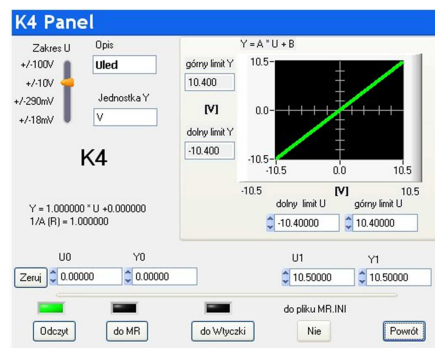 K4 Panel
Zakres U
Opis
Y = A * U + B
+/-100V
Uled
górny limit Y
10.5
+/-10V
10.400
+/-290mV
Jednostka Y
[V]
0.0
+/-18mV
V
dolny limit Y
-10.400
K4
-10.5
-10.5
0.0
10.5
-10.5
[V]
10.5
dolny limit U
górny limit U
Y = 1.000000 * U +0.000000
-10.40000
10.40000
1/A (R) = 1.000000
U0
Y0
U1
Y1
Zeruj
0.00000
0.00000
10.50000
10.50000
do pliku MR.INI
Odczyt
do MR
do Wtyczki
Nie
Powrót